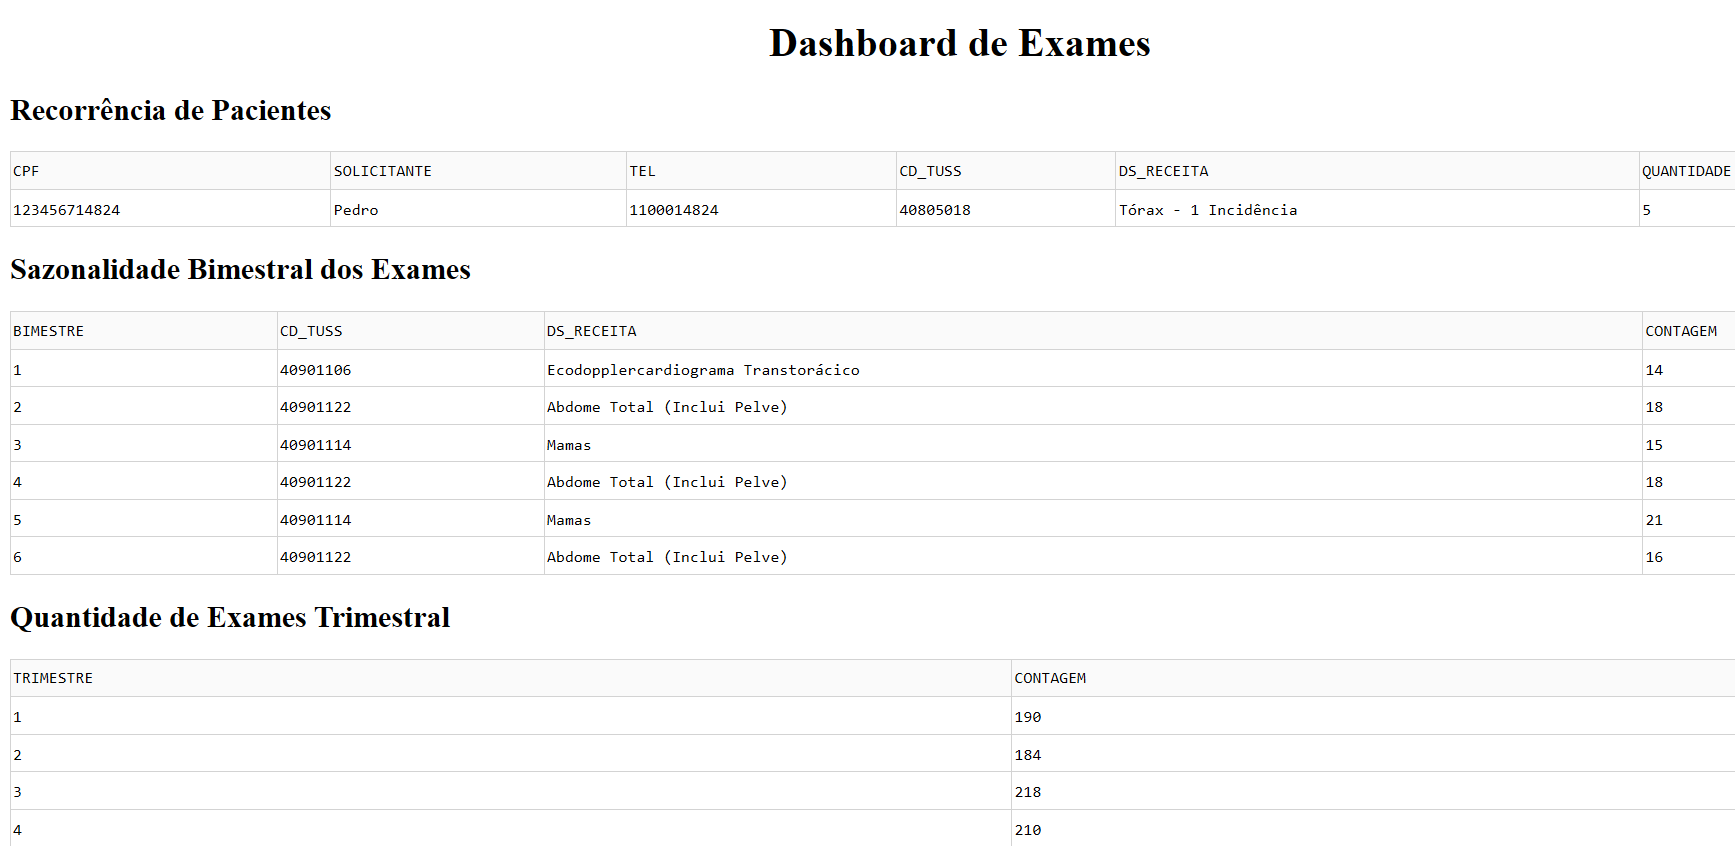 Dashboard de Exames
Recorrência de Pacientes
CPF SOLICITANTE TEL CD_TUSS DS_RECEITA QUANTIDADE
123456714824 Pedro 1100014824 40805018 Tórax - 1 Incidência 5
Sazonalidade Bimestral dos Exames
BIMESTRE CD_TUSS DS_RECEITA CONTAGEM
1 40901106 Ecodopplercardiograma Transtorácico 14
2 40901122 Abdome Total (Inclui Pelve) 18
3 40901114 Mamas 15
4 40901122 Abdome Total (Inclui Pelve) 18
5 40901114 Mamas 21
6 40901122 Abdome Total (Inclui Pelve) 16
Quantidade de Exames Trimestral
TRIMESTRE CONTAGEM
1 190
2 184
3 218
4 210